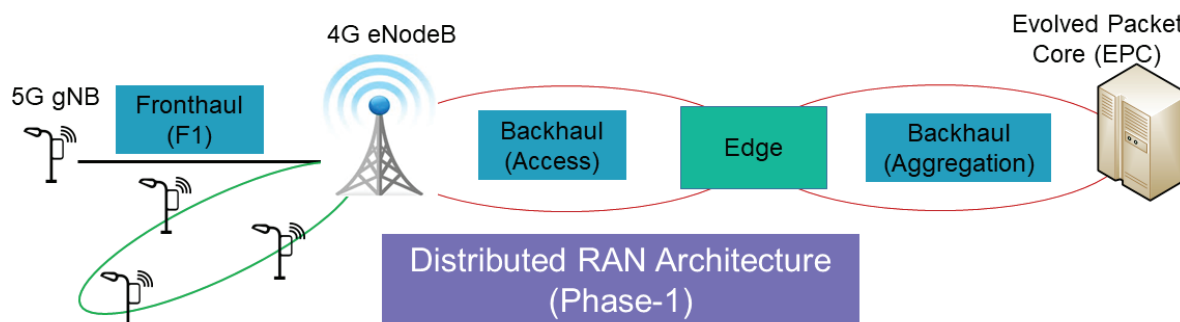 5G gNB
Fronthaul
(F1)
4G eNodeB
Backhaul
(Access)
Edge
Backhaul
(Aggregation)
Evolved Packet
Core (EPC)
Distributed RAN Architecture
(Phase-1)